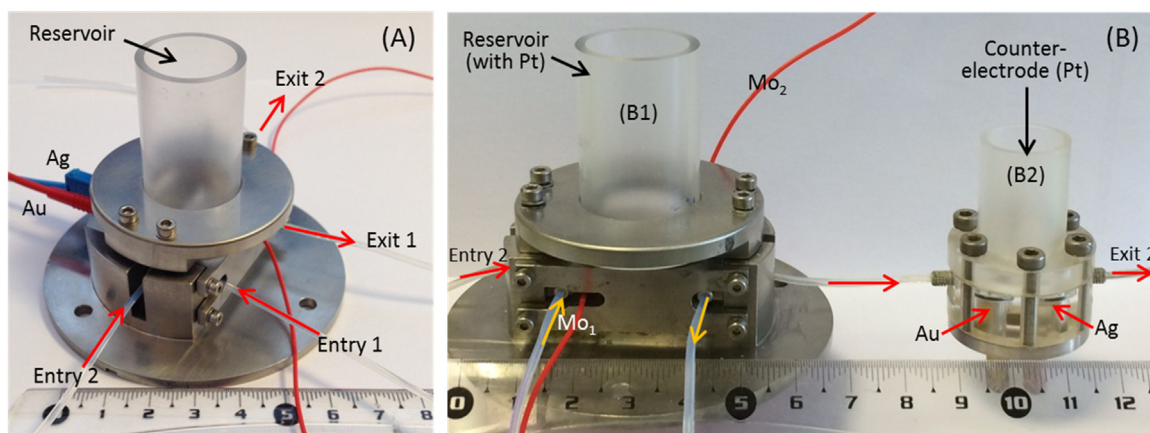 Reservoir
(A)
Exit 2
Ag
Au
Exit 1
Entry 2
Entry 1
1 2 3 4 5 6 7 8
Reservoir
(with Pt)
Counter-
electrode (Pt)
(B)
Mo2
(B1)
(B2)
Entry 2
Exit 2
Mo1
Au
Ag
0 1 2 3 4 5 6 7 8 9 10 11 12